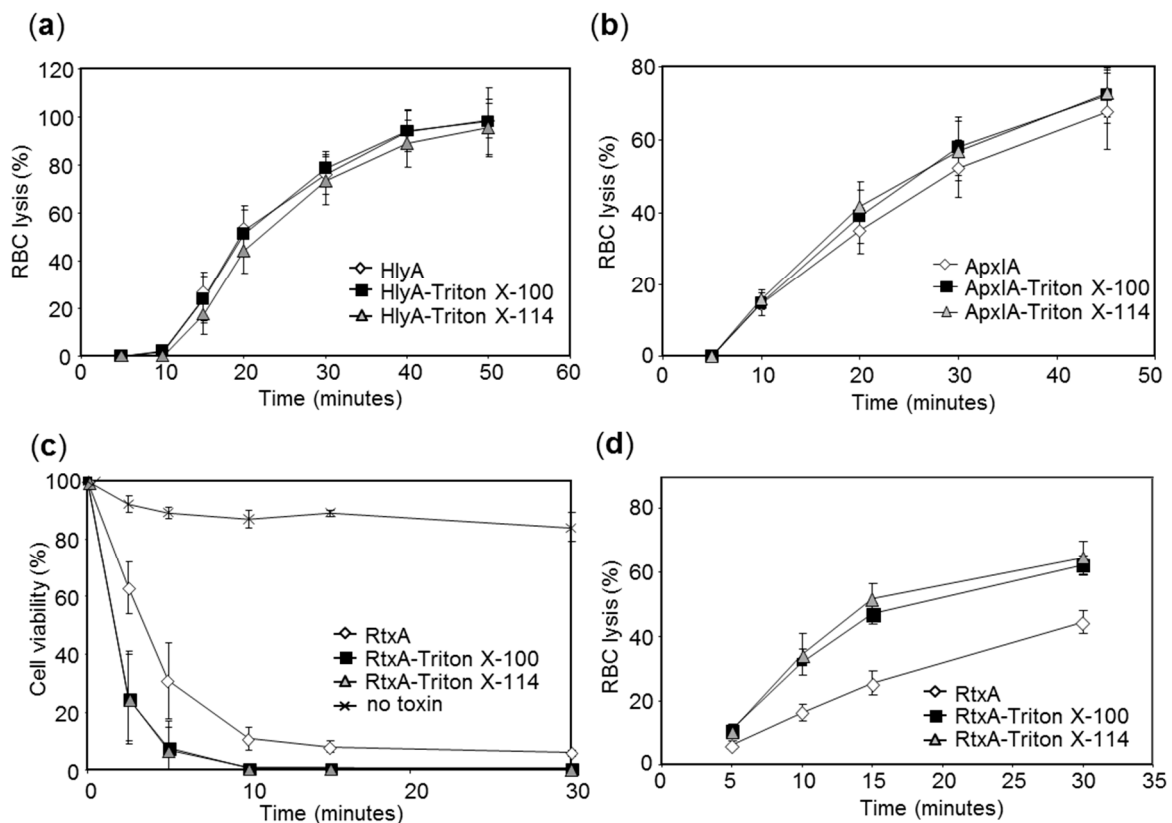 (a)
RBC lysis (%)
120
100
80
60
40
20
0
HlyA
HlyA-Triton X-100
HlyA-Triton X-114
0 10 20 30 40 50 60
Time (minutes)
(b)
RBC lysis (%)
80
60
40
20
0
ApxIA
ApxIA-Triton X-100
ApxIA-Triton X-114
0 10 20 30 40 50
Time (minutes)
(c)
Cell viability (%)
100
80
60
40
20
0
RtxA
RtxA-Triton X-100
RtxA-Triton X-114
no toxin
0 10 20 30
Time (minutes)
(d)
RBC lysis (%)
80
60
40
20
0
RtxA
RtxA-Triton X-100
RtxA-Triton X-114
0 5 10 15 20 25 30 35
Time (minutes)